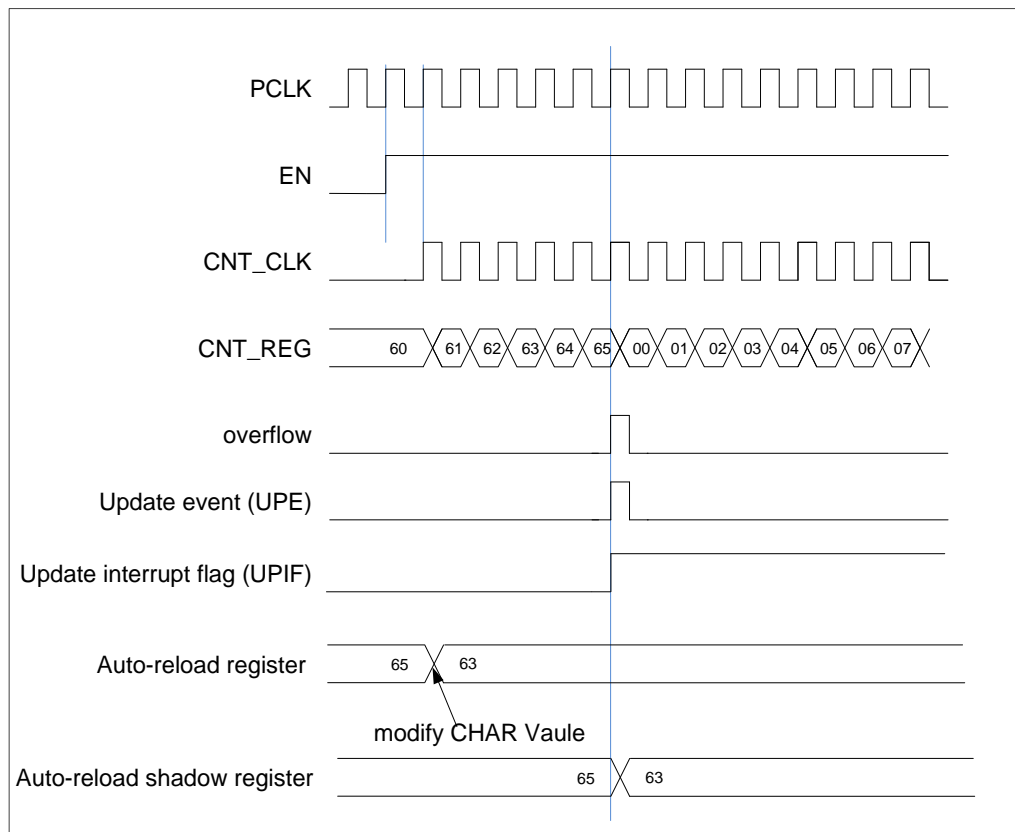 PCLK
EN
CNT_CLK
CNT_REG 60 61 62 63 64 65 00 01 02 03 04 05 06 07
overflow
Update event (UPE)
Update interrupt flag (UPIF)
Auto-reload register 65 63
modify CHAR Vaule
Auto-reload shadow register 65 63